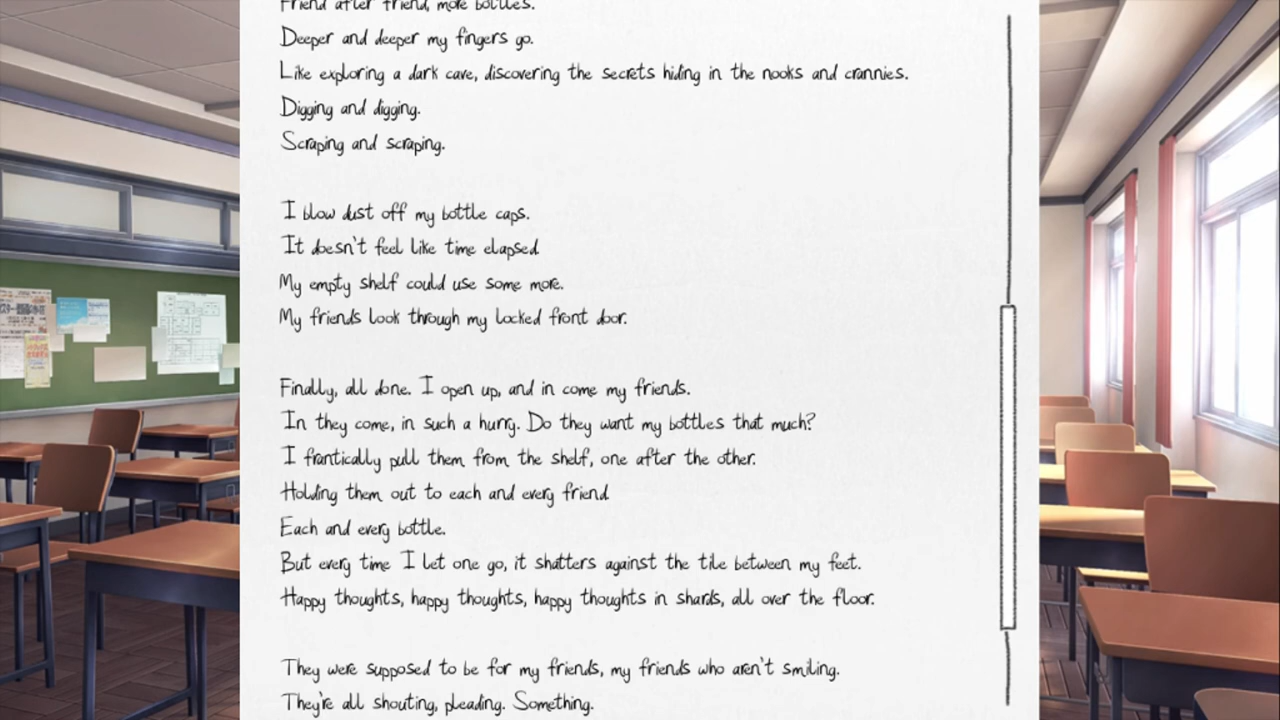 Friend after friend, more bottles.
Deeper and deeper my fingers go.
Like exploring a dark cave, discovering the secrets hiding in the nooks and crannies.
Digging and digging.
Scraping and scraping.
I blow dust off my bottle caps.
It doesn't feel like time elapsed.
My empty shelf could use some more.
My friends look through my locked front door.
Finally, all done. I open up, and in come my friends.
In they come, in such a hurry. Do they want my bottles that much?
I frantically pull them from the shelf, one after the other.
Holding them out to each and every friend.
Each and every bottle.
But every time I let one go, it shatters against the tile between my feet.
Happy thoughts, happy thoughts, happy thoughts in shards, all over the floor.
They were supposed to be for my friends, my friends who aren't smiling.
They're all shouting, pleading. Something.